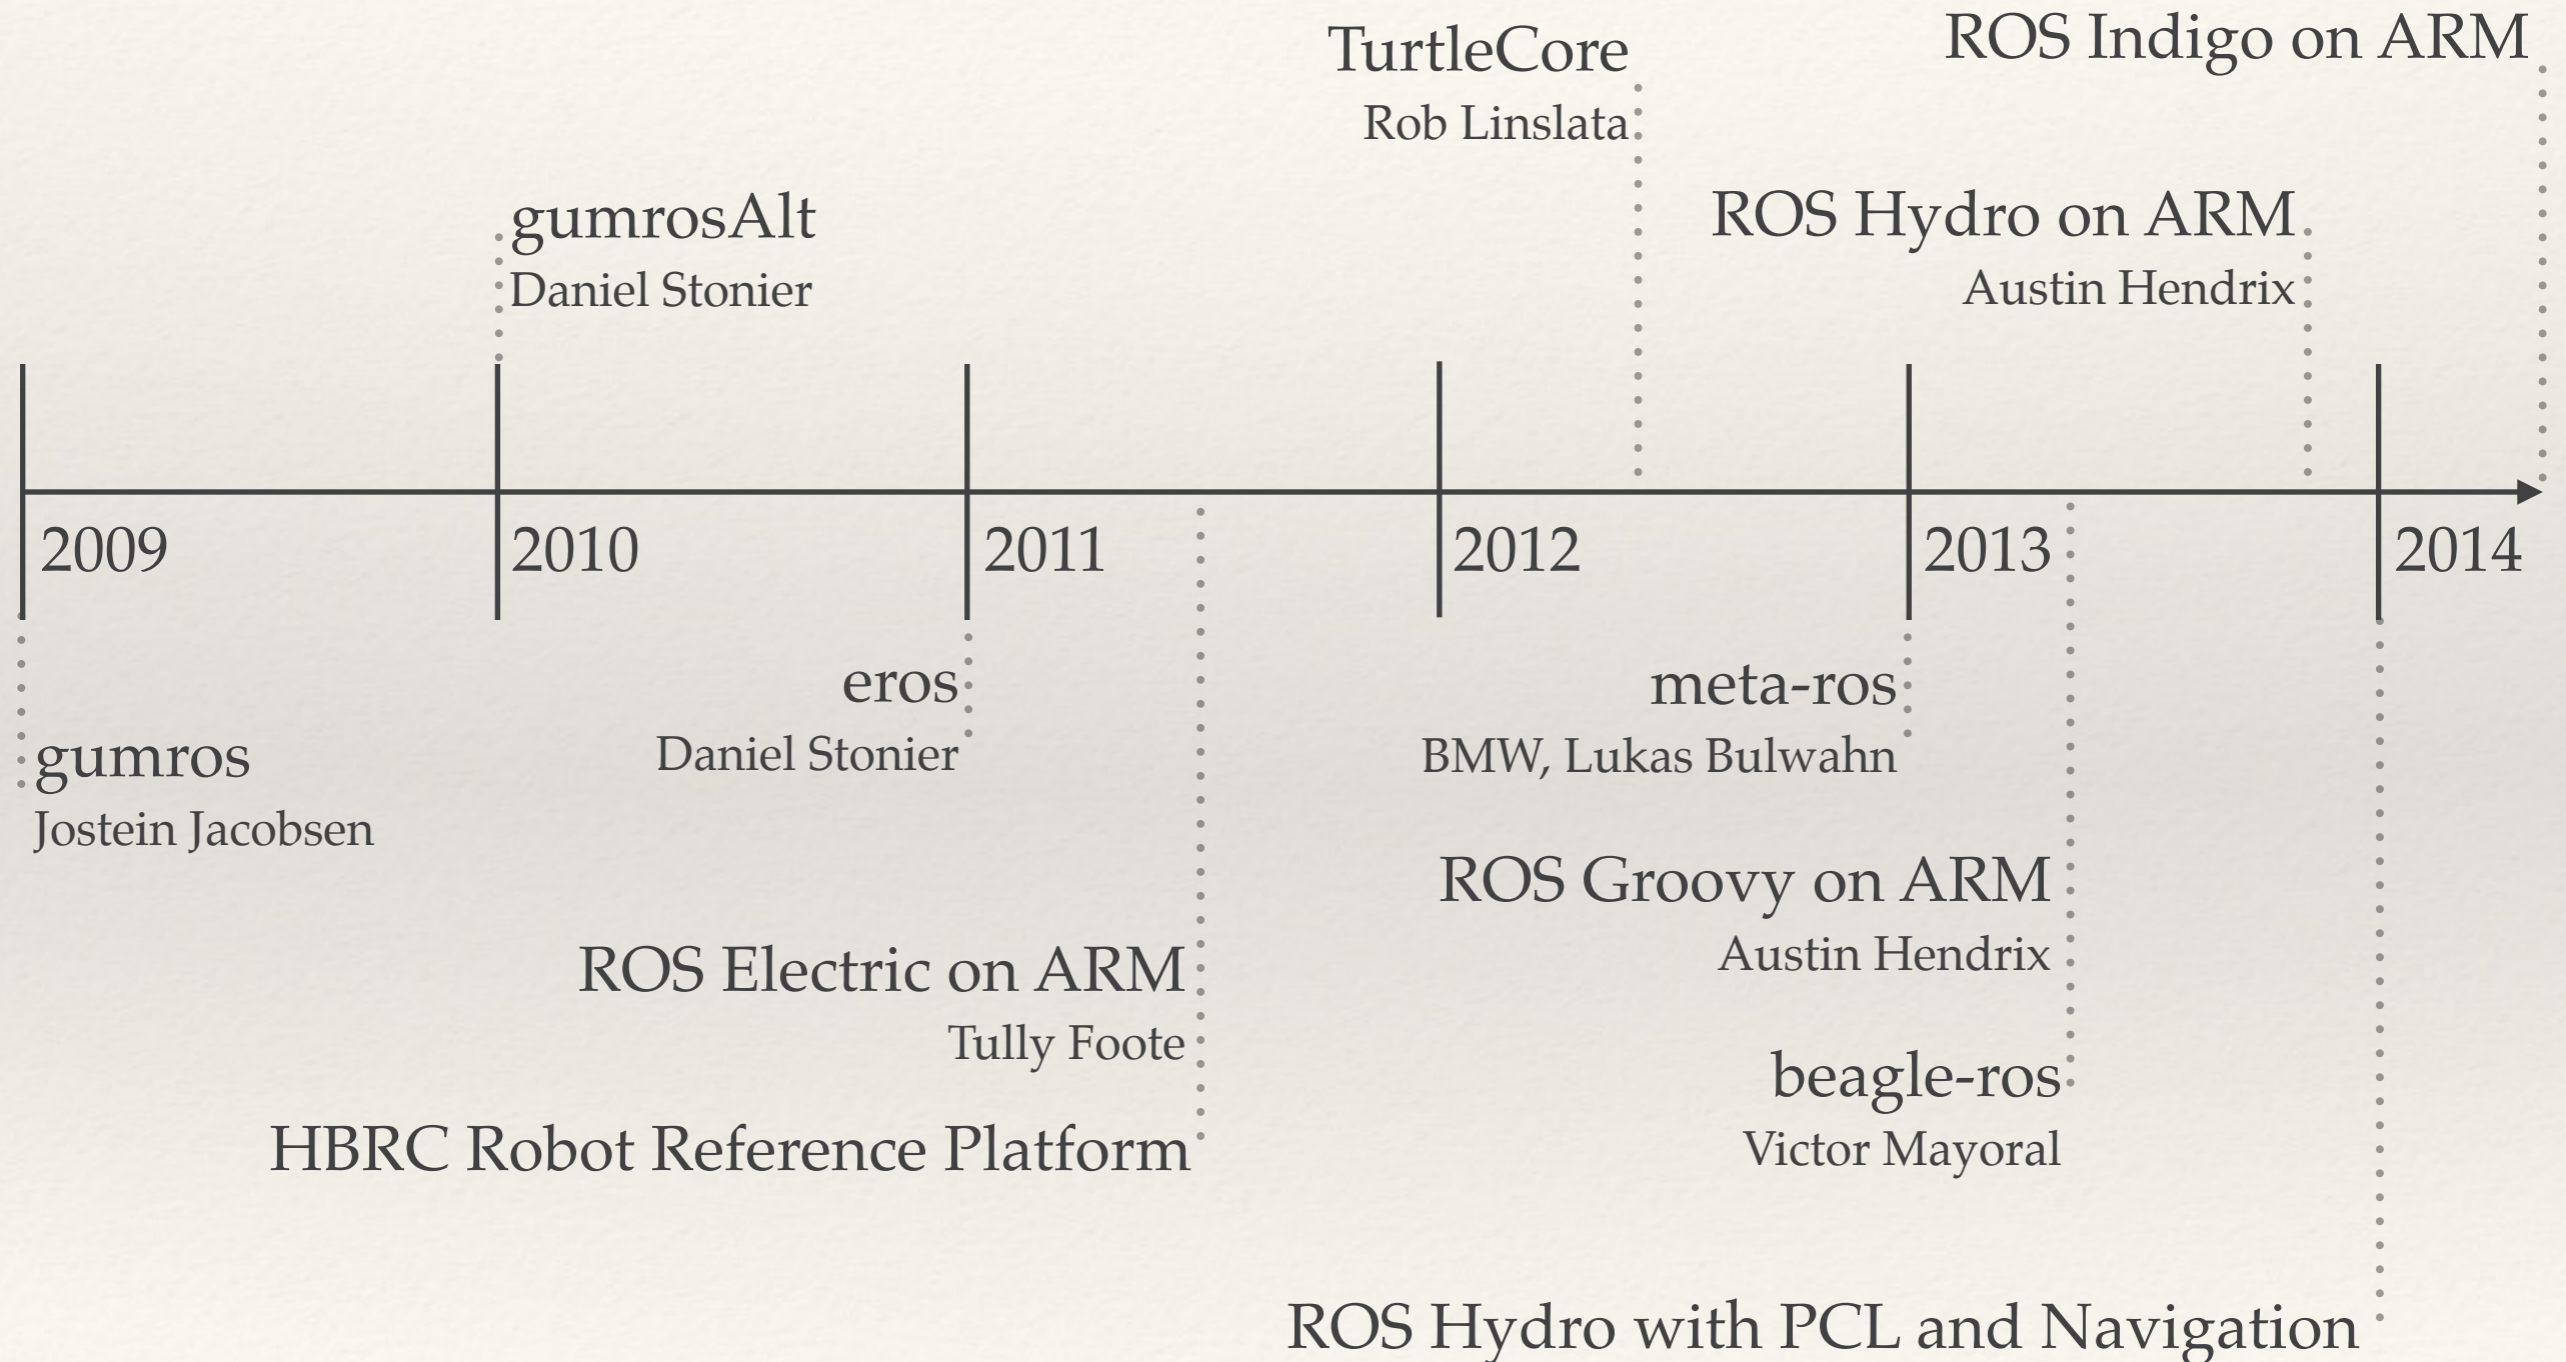 TurtleCore
Rob Linslata
ROS Indigo on ARM
gumrosAlt
Daniel Stonier
ROS Hydro on ARM
Austin Hendrix
2009
2010
2011
2012
2013
2014
gumros
Jostein Jacobsen
eros
Daniel Stonier
meta-ros
BMW, Lukas Bulwahn
ROS Electric on ARM
Tully Foote
HBRC Robot Reference Platform
ROS Groovy on ARM
Austin Hendrix
beagle-ros
Victor Mayoral
ROS Hydro with PCL and Navigation